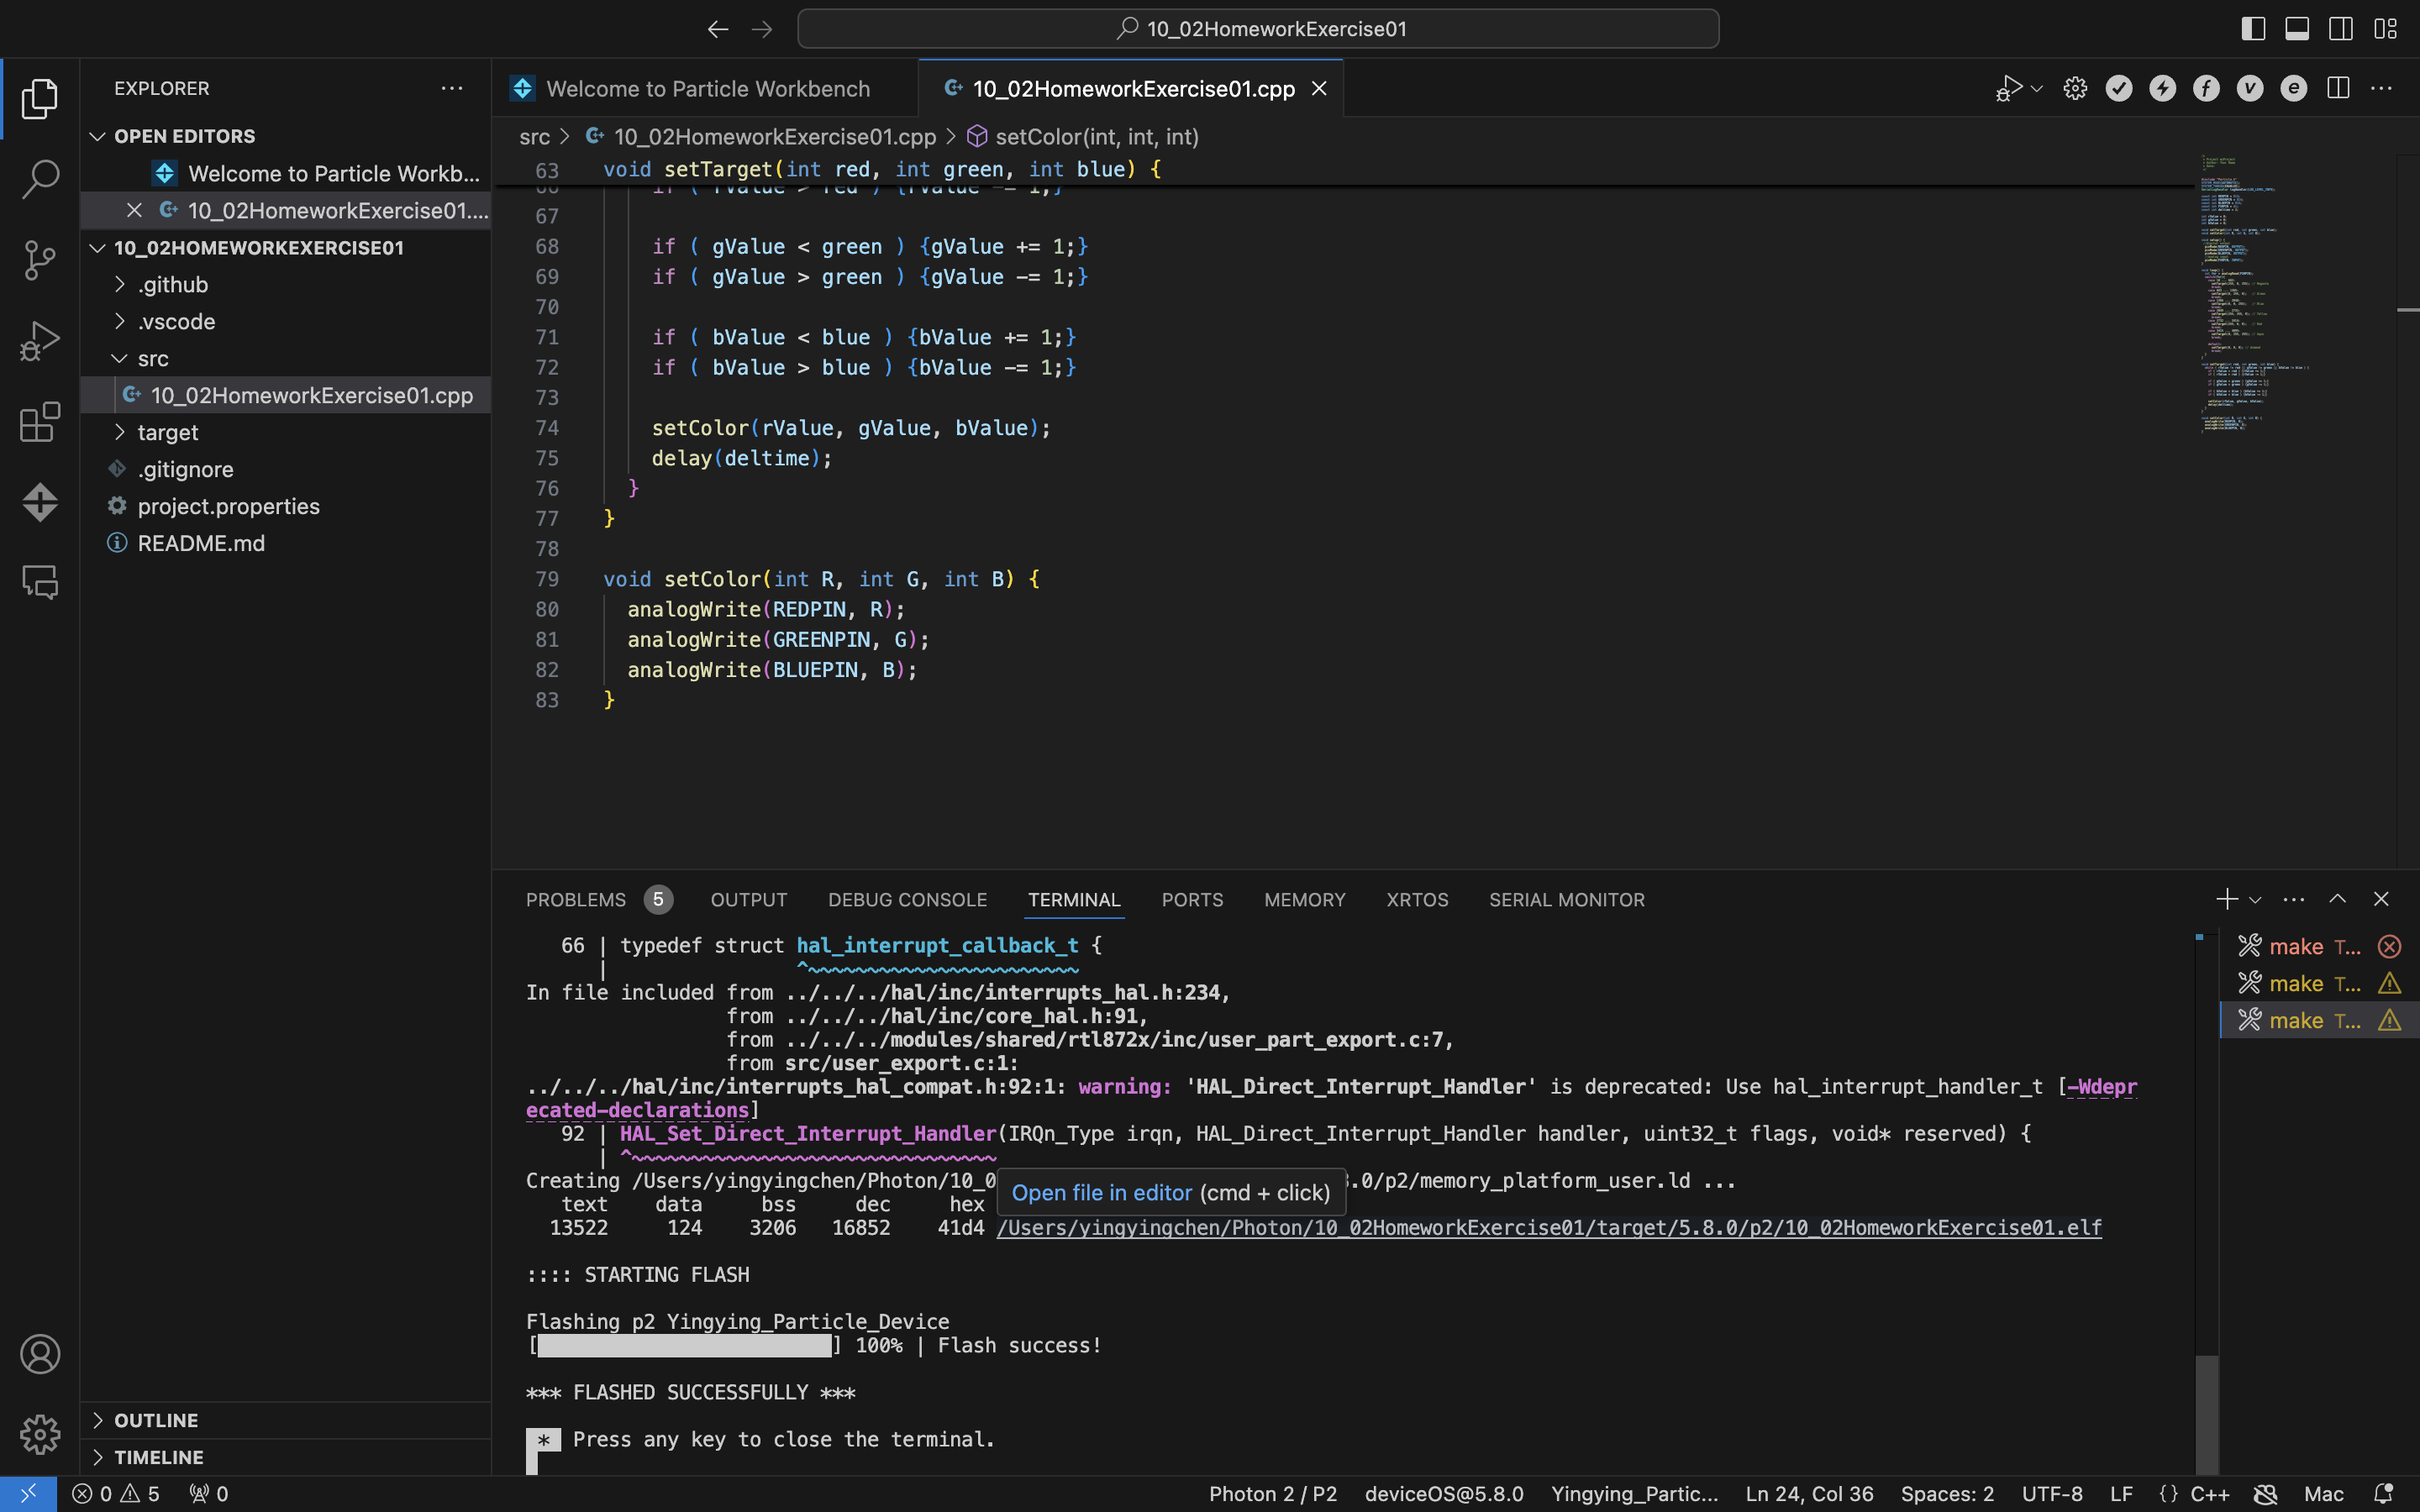 10_02HomeworkExercise01
EXPLORER
OPEN EDITORS
Welcome to Particle Workb...
10_02HomeworkExercise01....
10_02HOMEWORKEXERCISE01
.github
.vscode
src
10_02HomeworkExercise01.cpp
target
.gitignore
project.properties
README.md
OUTLINE
TIMELINE
Welcome to Particle Workbench
10_02HomeworkExercise01.cpp
src > 10_02HomeworkExercise01.cpp > setColor(int, int, int)
63 void setTarget(int red, int green, int blue) {
66 if ( rValue > red ) {rValue -= 1;}
67
68 if ( gValue < green ) {gValue += 1;}
69 if ( gValue > green ) {gValue -= 1;}
70
71 if ( bValue < blue ) {bValue += 1;}
72 if ( bValue > blue ) {bValue -= 1;}
73
74 setColor(rValue, gValue, bValue);
75 delay(deltime);
76 }
77 }
78
79 void setColor(int R, int G, int B) {
80 analogWrite(REDPIN, R);
81 analogWrite(GREENPIN, G);
82 analogWrite(BLUEPIN, B);
83 }
PROBLEMS 5 OUTPUT DEBUG CONSOLE TERMINAL PORTS MEMORY XRTOS SERIAL MONITOR
66 | typedef struct hal_interrupt_callback_t {
| ^~~~~~~~~~~~~~~~~~~~~~~~
In file included from ../../../hal/inc/interrupts_hal.h:234,
from ../../../hal/inc/core_hal.h:91,
from ../../../modules/shared/rtl872x/inc/user_part_export.c:7,
from src/user_export.c:1:
../../../hal/inc/interrupts_hal_compat.h:92:1: warning: 'HAL_Direct_Interrupt_Handler' is deprecated: Use hal_interrupt_handler_t [-Wdepr
ecated-declarations]
92 | HAL_Set_Direct_Interrupt_Handler(IRQn_Type irqn, HAL_Direct_Interrupt_Handler handler, uint32_t flags, void* reserved) {
| ^~~~~~~~~~~~~~~~~~~~~~~~~~~~~~~~
Creating /Users/yingyingchen/Photon/10_0 .0/p2/memory_platform_user.ld ...
Open file in editor (cmd + click)
text data bss dec hex
13522 124 3206 16852 41d4 /Users/yingyingchen/Photon/10_02HomeworkExercise01/target/5.8.0/p2/10_02HomeworkExercise01.elf
:::: STARTING FLASH
Flashing p2 Yingying_Particle_Device
[ ] 100% | Flash success!
*** FLASHED SUCCESSFULLY ***
* Press any key to close the terminal.
make T...
make T...
make T...
0 5 0
Photon 2 / P2 deviceOS@5.8.0 Yingying_Partic... Ln 24, Col 36 Spaces: 2 UTF-8 LF {} C++ Mac